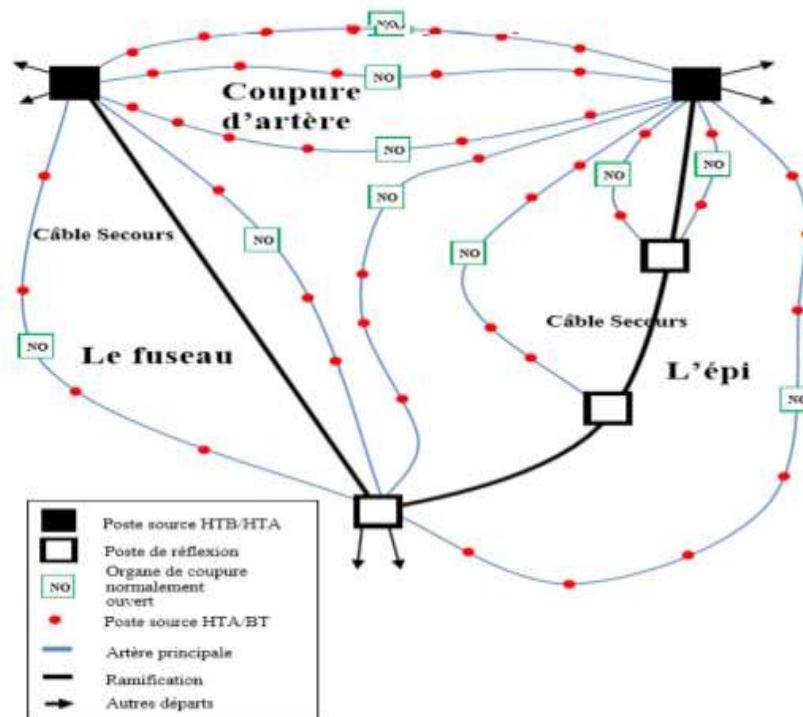 NO
NO
Coupure
d'artère
NO
NO
NO
NO
Câble Secours
NO
NO
Câble Secours
Le fuseau
NO
L'épi
NO
Poste source HTB/HTA
Poste de réflexion
NO
Organe de coupure
normalement
ouvert
Poste source HTA/BT
Artère principale
Ramification
Autres départs